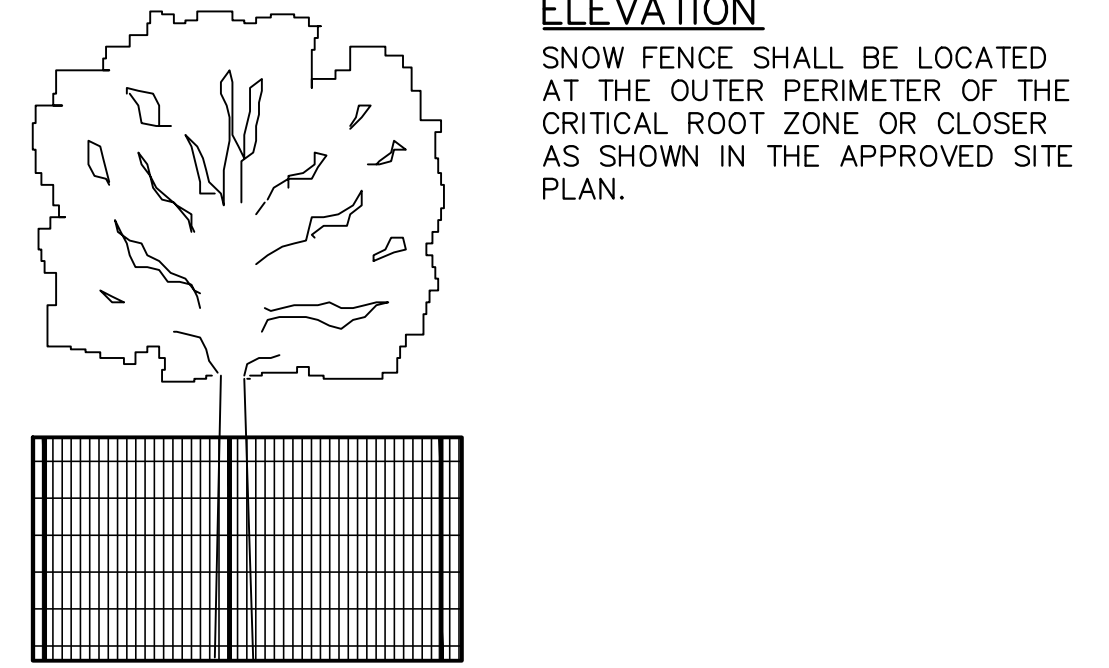 ELEVATION
SNOW FENCE SHALL BE LOCATED
AT THE OUTER PERIMETER OF THE
CRITICAL ROOT ZONE OR CLOSER
AS SHOWN IN THE APPROVED SITE
PLAN.